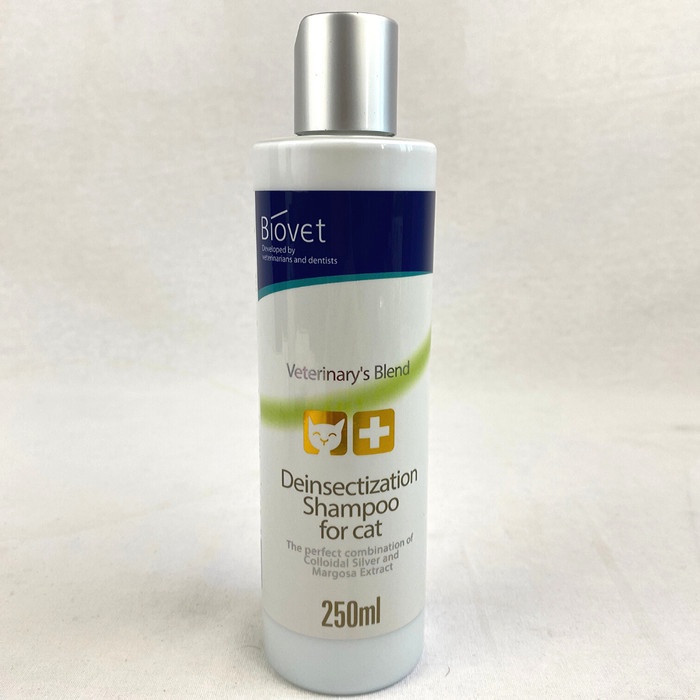 Biovet
Developed by
veterinarians and dentists
Veterinary's Blend
Deinsectization
Shampoo
for cat
The perfect combination of
Colloidal Silver and
Margosa Extract
250ml